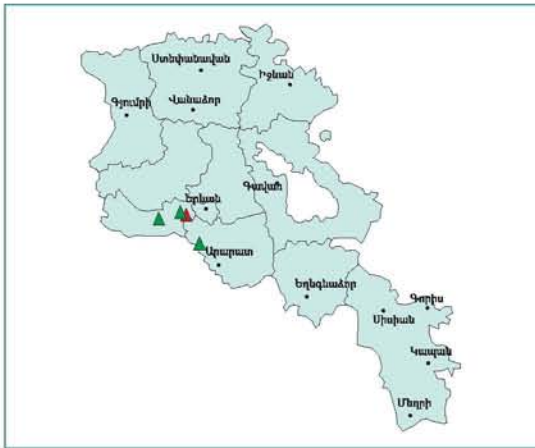 Ստեփանավան
Իջևան
Գյումրի
Վանաձոր
Գավառ
Երևան
Արարատ
Եղեգնաձոր
Գորիս
Սիսիան
Կապան
Մեղրի